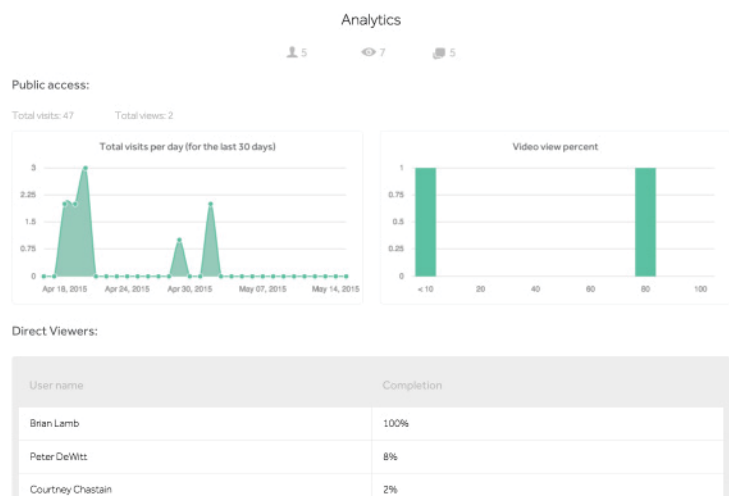 Analytics
5 7 5
Public access:
Total visits: 47 Total views: 2
Total visits per day (for the last 30 days)
3
2.25
1.5
0.75
0
Apr 18, 2015 Apr 24, 2015 Apr 30, 2015 May 07, 2015 May 14, 2015
Video view percent
1
0.75
0.5
0.25
0
< 10 20 40 60 80 100
Direct Viewers:
User name Completion
Brian Lamb 100%
Peter DeWitt 8%
Courtney Chastain 2%